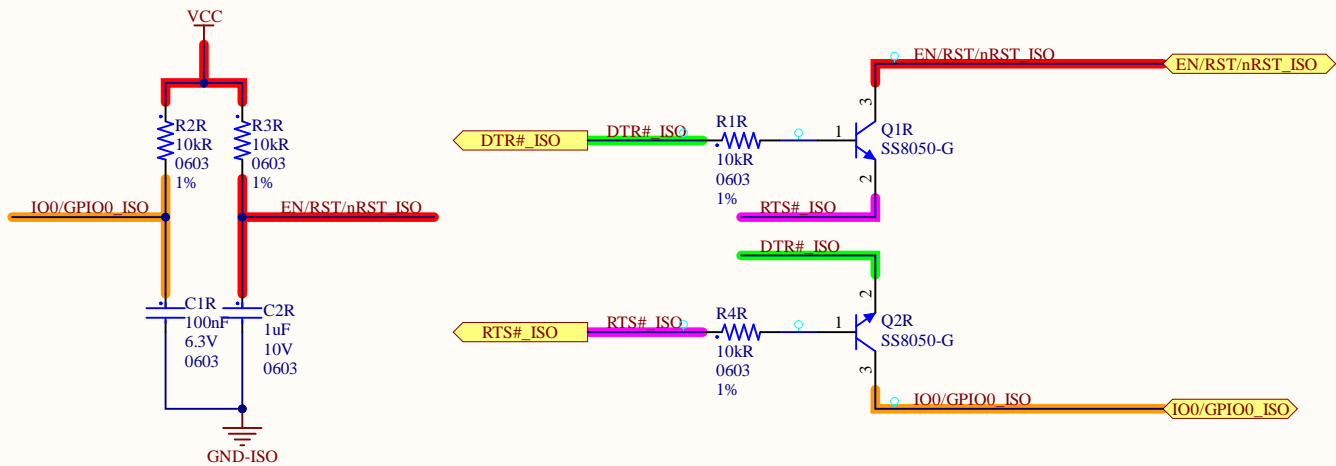 VCC
R2R
10kR
0603
1%
R3R
10kR
0603
1%
IO0/GPIO0_ISO
EN/RST/nRST_ISO
C1R
100nF
6.3V
0603
C2R
1uF
10V
0603
GND-ISO
EN/RST/nRST_ISO
EN/RST/nRST_ISO
3
DTR#_ISO
DTR#_ISO
R1R
10kR
0603
1%
1
Q1R
SS8050-G
2
RTS#_ISO
DTR#_ISO
2
RTS#_ISO
RTS#_ISO
R4R
10kR
0603
1%
1
Q2R
SS8050-G
3
IO0/GPIO0_ISO
IO0/GPIO0_ISO